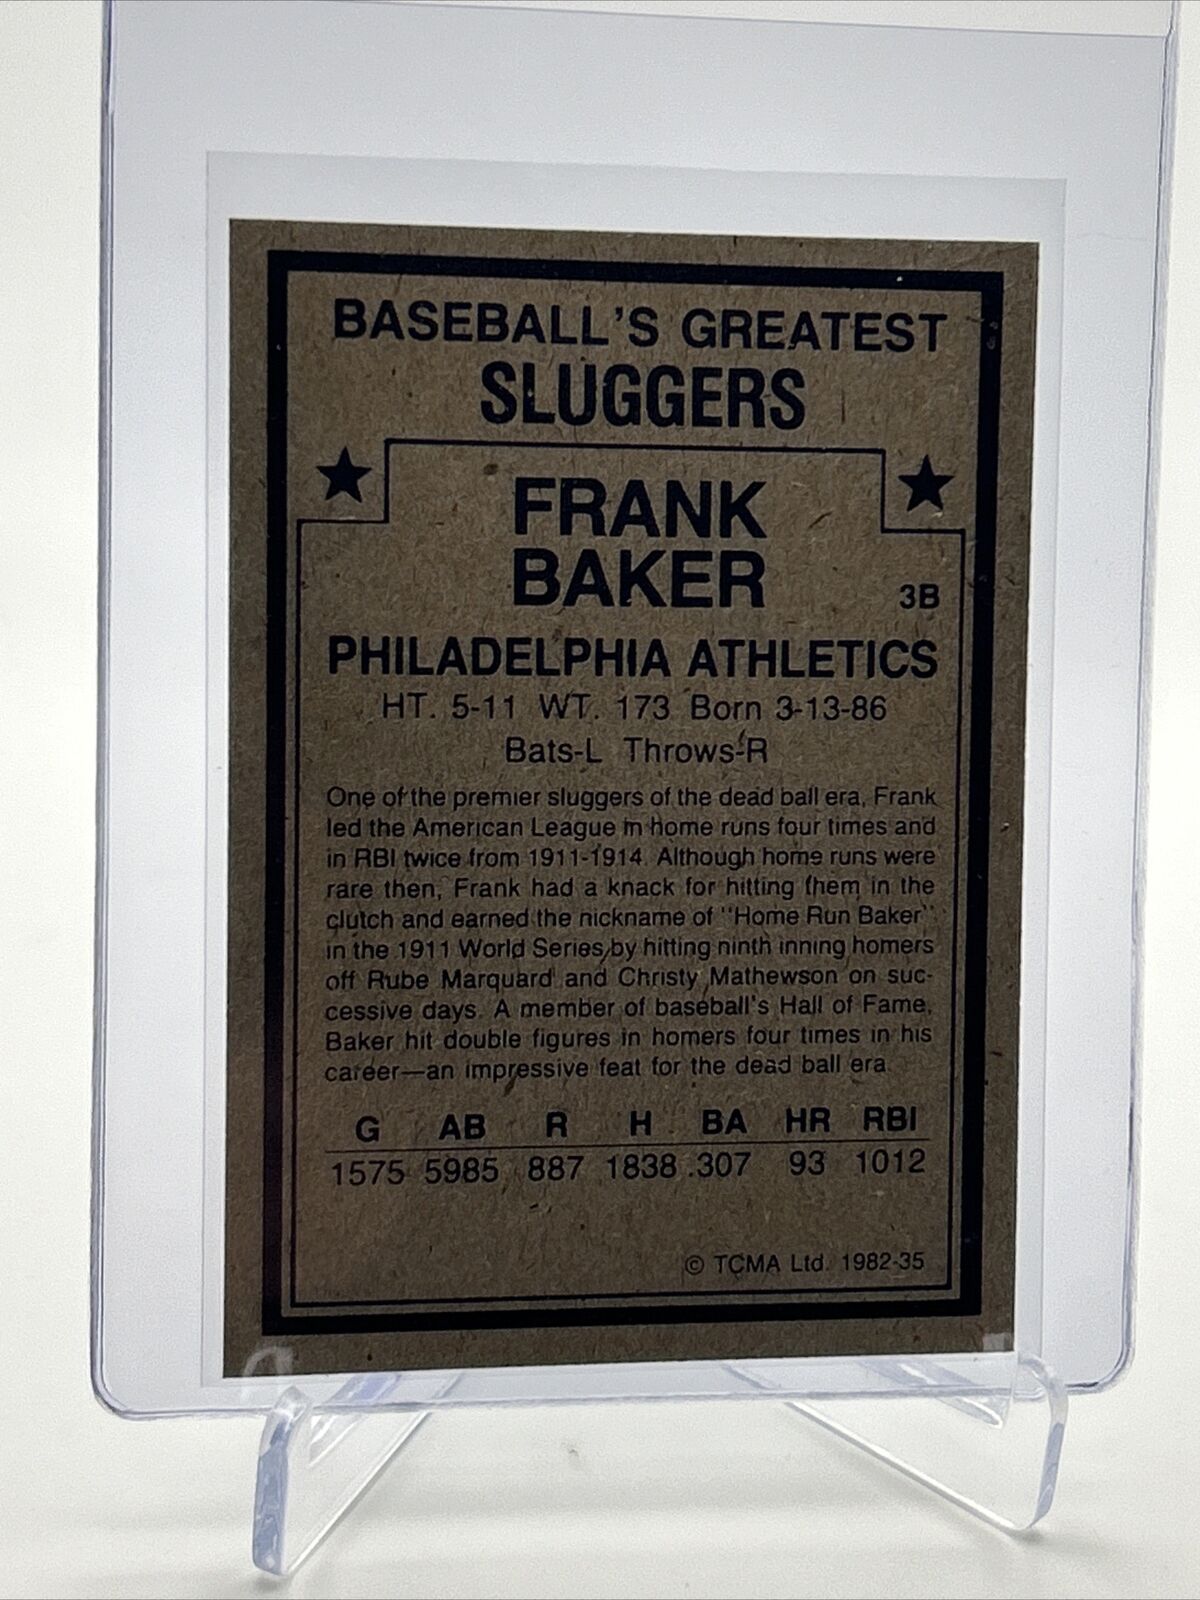 BASEBALL'S GREATEST
SLUGGERS
FRANK
BAKER
3B
PHILADELPHIA ATHLETICS
HT. 5-11 WT. 173 Born 3-13-86
Bats-L Throws-R
One of the premier sluggers of the dead ball era, Frank
led the American League in home runs four times and
in RBI twice from 1911-1914. Although home runs were
rare then, Frank had a knack for hitting them in the
clutch and earned the nickname of "Home Run Baker"
in the 1911 World Series by hitting ninth inning homers
off Rube Marquard and Christy Mathewson on suc-
cessive days. A member of baseball's Hall of Fame,
Baker hit double figures in homers four times in his
career—an impressive feat for the dead ball era.
G AB R H BA HR RBI
1575 5985 887 1838 .307 93 1012
© TCMA Ltd. 1982-35